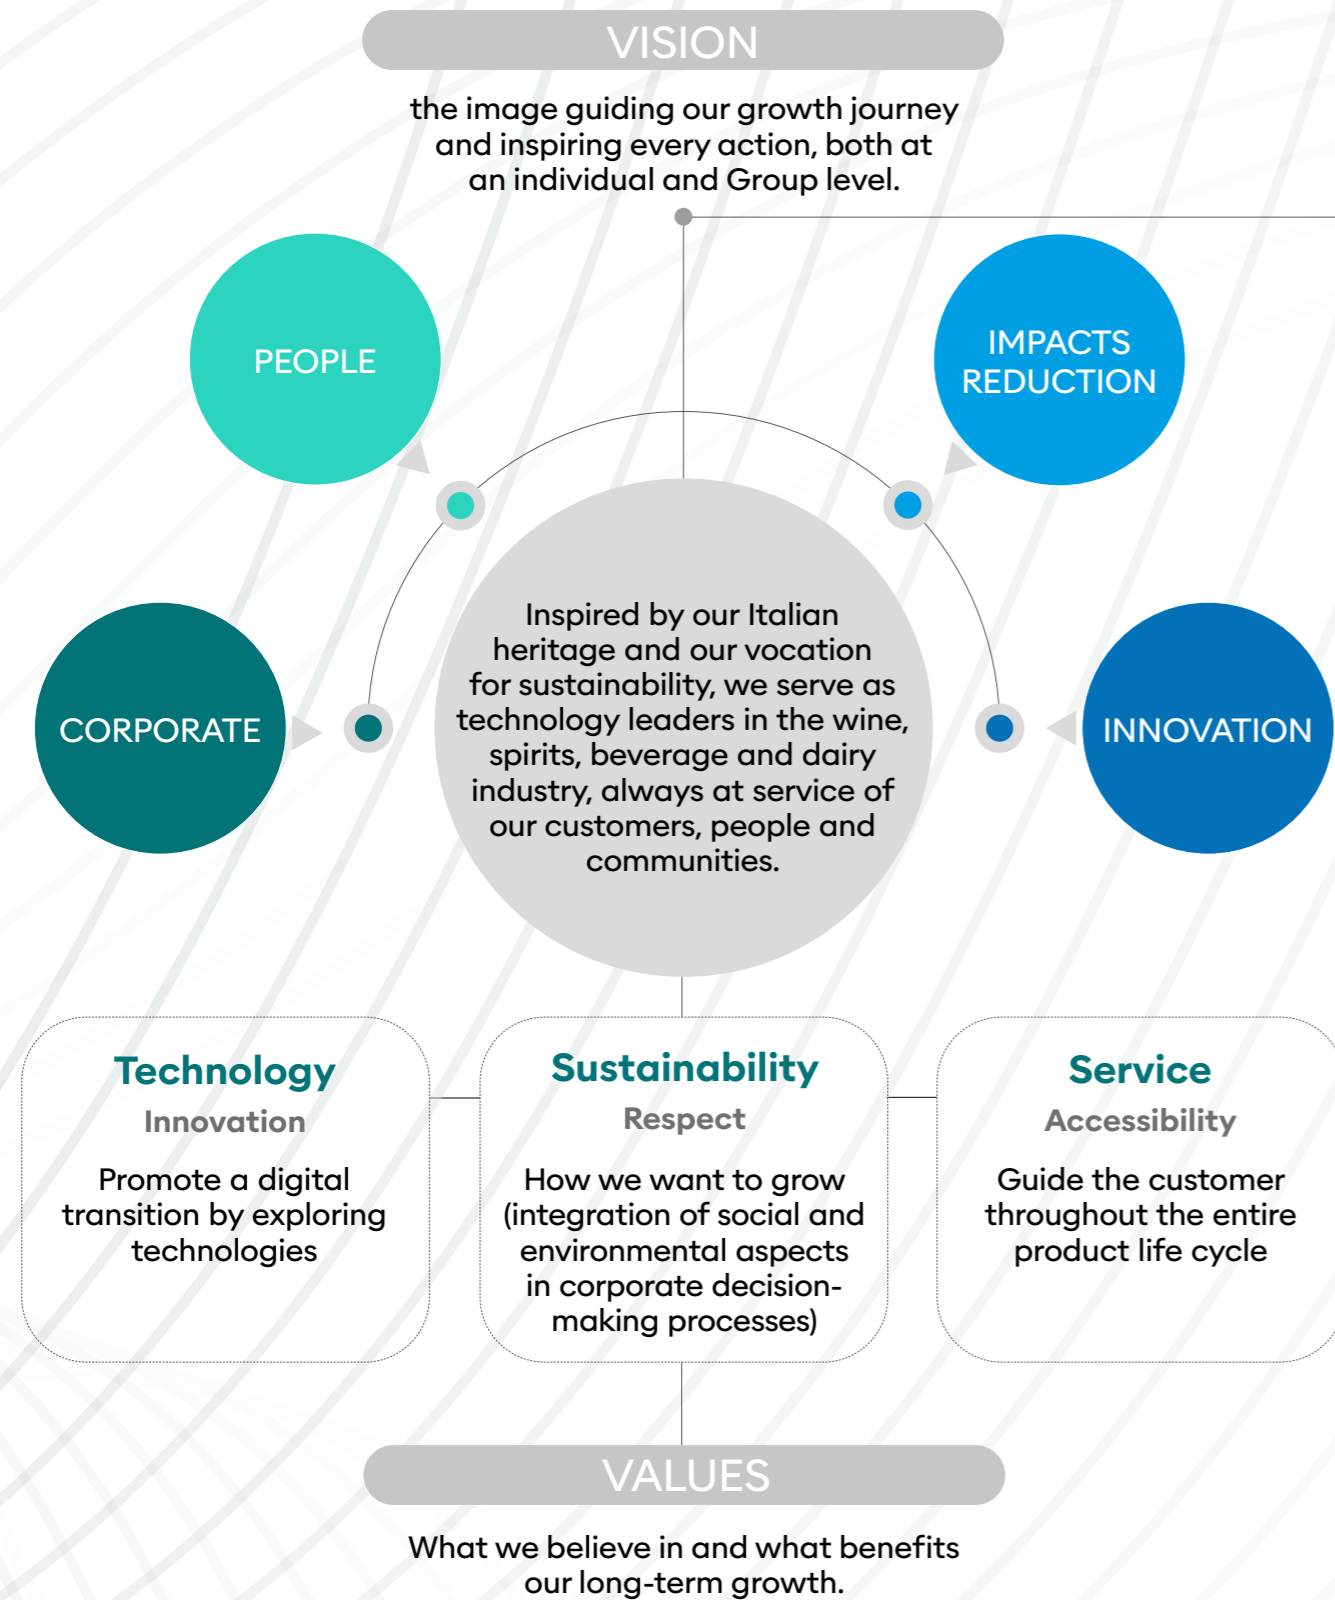 VISION
the image guiding our growth journey
and inspiring every action, both at
an individual and Group level.
PEOPLE
IMPACTS
REDUCTION
CORPORATE
Inspired by our Italian
heritage and our vocation
for sustainability, we serve as
technology leaders in the wine,
spirits, beverage and dairy
industry, always at service of
our customers, people and
communities.
INNOVATION
Technology
Innovation
Promote a digital
transition by exploring
technologies
Sustainability
Respect
How we want to grow
(integration of social and
environmental aspects
in corporate decision-
making processes)
Service
Accessibility
Guide the customer
throughout the entire
product life cycle
VALUES
What we believe in and what benefits
our long-term growth.